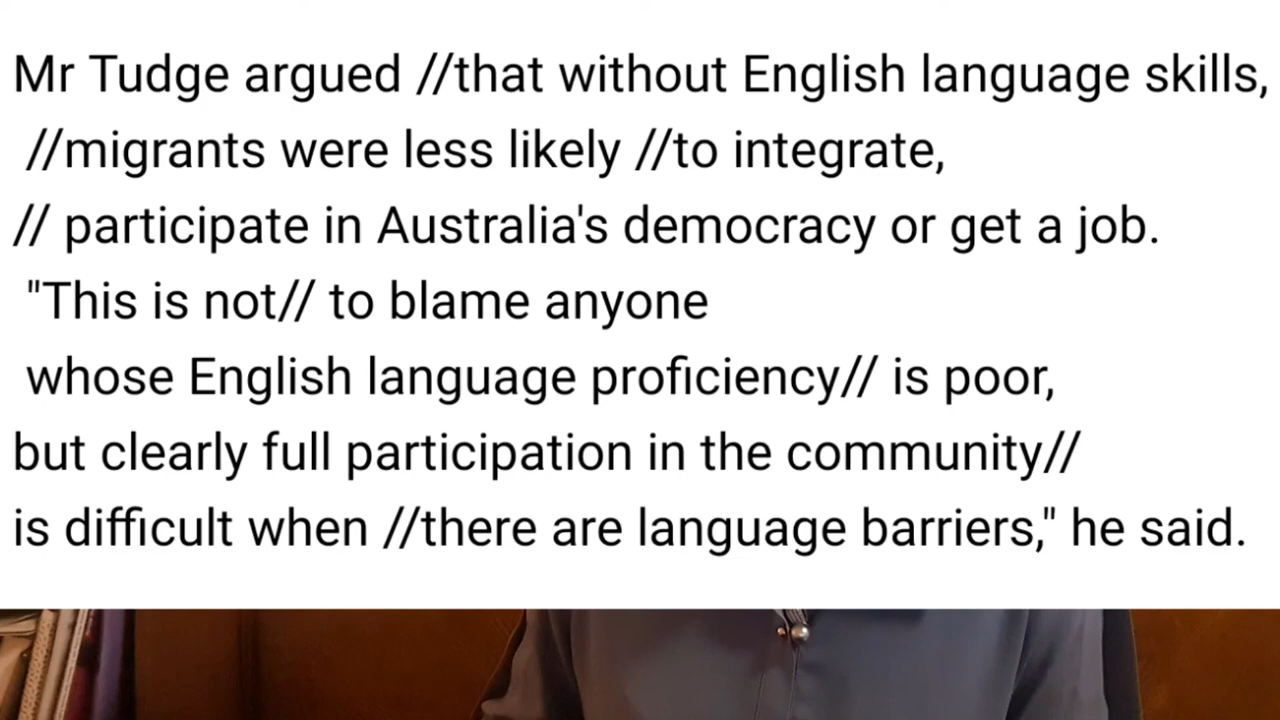 Mr Tudge argued //that without English language skills,
//migrants were less likely //to integrate,
// participate in Australia's democracy or get a job.
"This is not// to blame anyone
whose English language proficiency// is poor,
but clearly full participation in the community//
is difficult when //there are language barriers," he said.